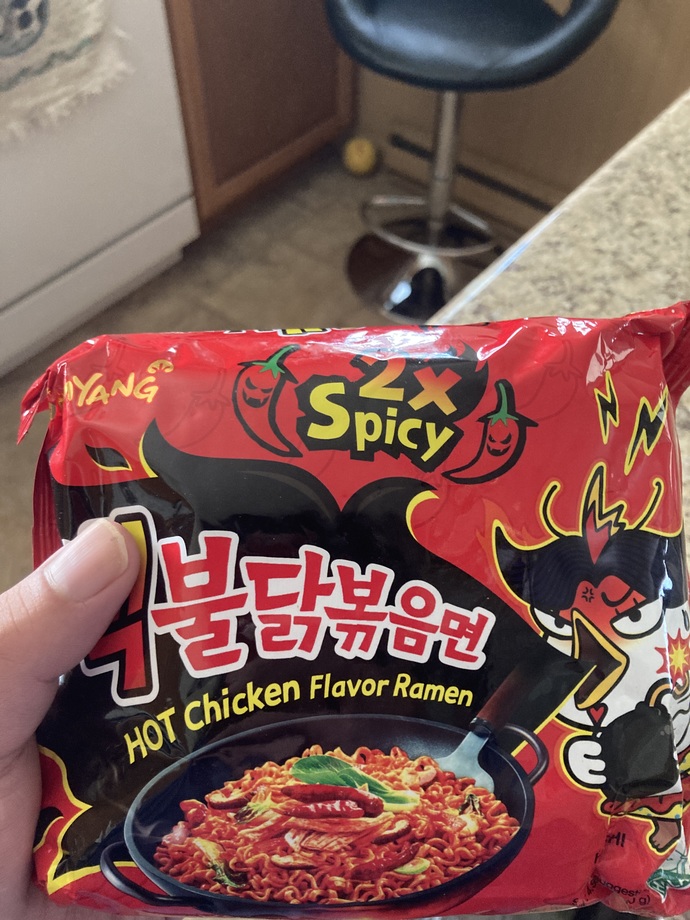 2x
Spicy
불닭볶음면
HOT Chicken Flavor Ramen